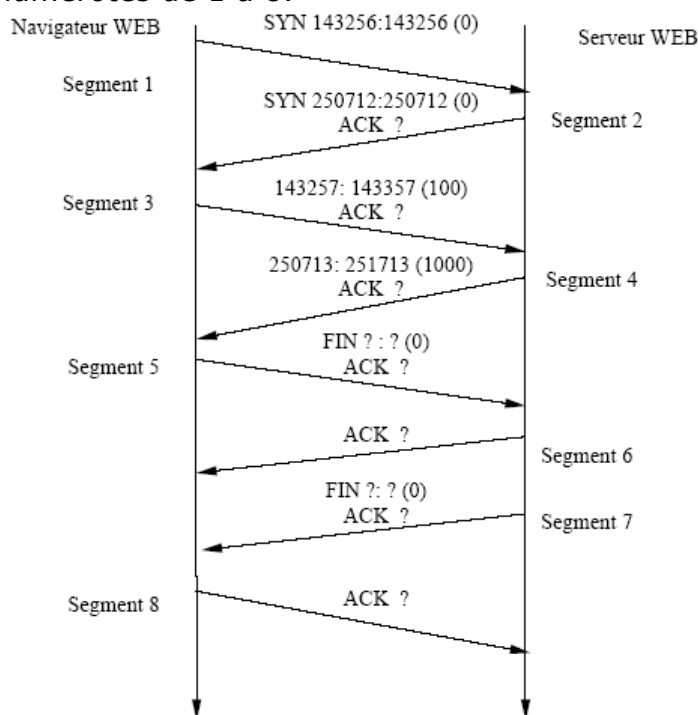 Navigateur WEB
SYN 143256:143256 (0)
Serveur WEB
Segment 1
SYN 250712:250712 (0)
ACK ?
Segment 2
Segment 3
143257: 143357 (100)
ACK ?
250713: 251713 (1000)
ACK ?
Segment 4
FIN ? : ? (0)
Segment 5
ACK ?
ACK ?
Segment 6
FIN ?: ? (0)
ACK ?
Segment 7
Segment 8
ACK ?